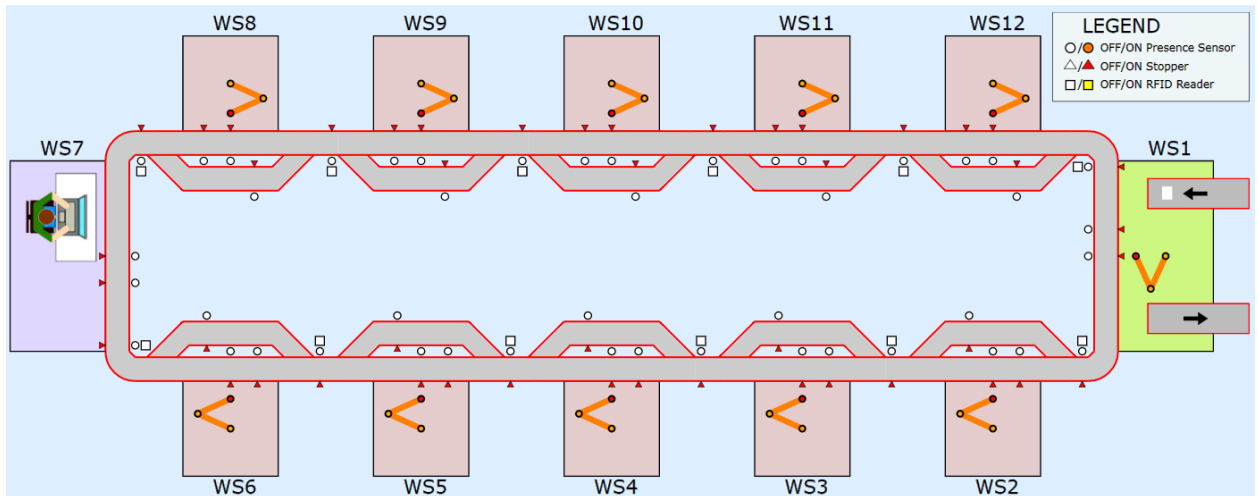 WS8
WS9
WS10
WS11
WS12
LEGEND
OFF/ON Presence Sensor
OFF/ON Stopper
OFF/ON RFID Reader
WS7
WS1
WS6
WS5
WS4
WS3
WS2